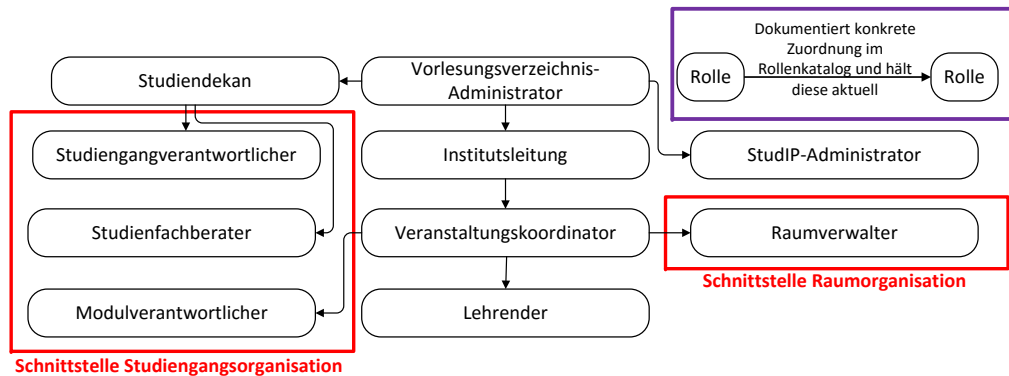 Dokumentiert konkrete
Zuordnung im
Rollenkatalog und hält
diese aktuell
Rolle
Rolle
Studiendekan
Vorlesungsverzeichnis-
Administrator
Studiengangverantwortlicher
Institutsleitung
StudIP-Administrator
Studienfachberater
Veranstaltungskoordinator
Raumverwalter
Schnittstelle Raumorganisation
Modulverantwortlicher
Lehrender
Schnittstelle Studiengangsorganisation